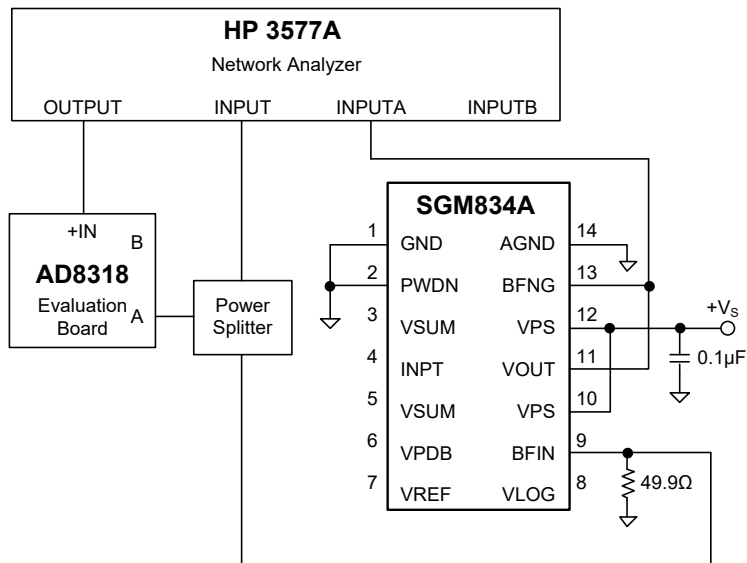 HP 3577A
Network Analyzer
OUTPUT INPUT INPUTA INPUTB
+IN
B
AD8318
Evaluation
Board
A
Power
Splitter
SGM834A
1 GND AGND 14
2 PWDN BFNG 13
3 VSUM VPS 12
4 INPT VOUT 11
5 VSUM VPS 10
6 VPDB BFIN 9
7 VREF VLOG 8
+VS
0.1µF
49.9Ω